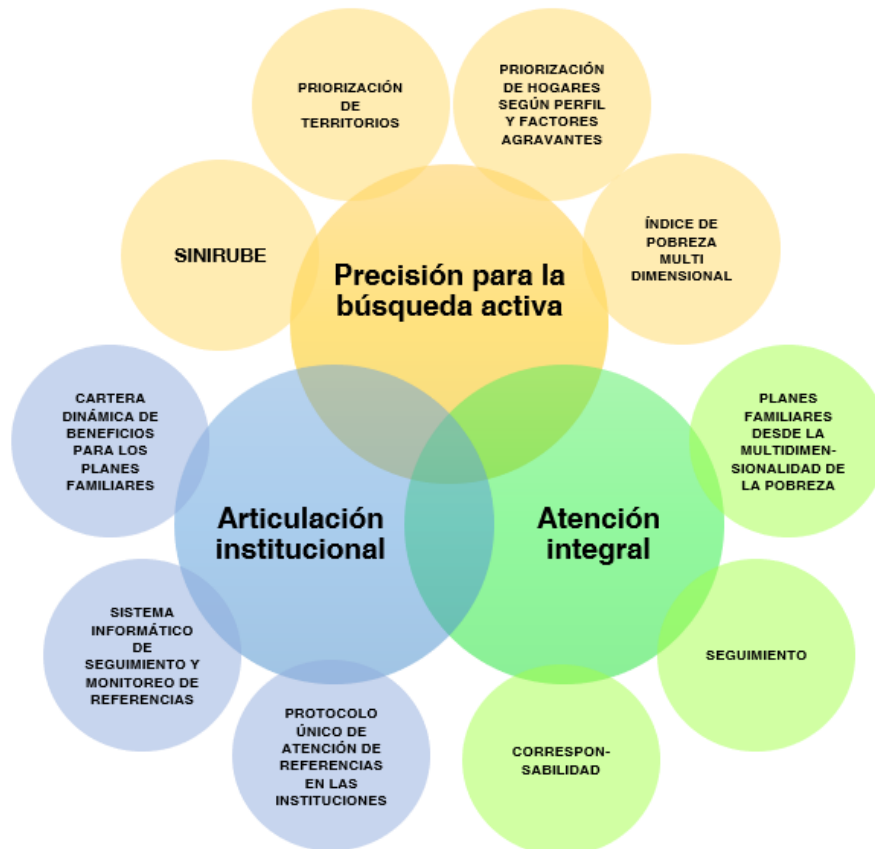 PRIORIZACIÓN
DE
TERRITORIOS
PRIORIZACIÓN
DE HOGARES
SEGÚN PERFIL
Y FACTORES
AGRAVANTES
SINIRUBE
ÍNDICE DE
POBREZA
MULTI
DIMENSIONAL
Precisión para la
búsqueda activa
CARTERA
DINÁMICA DE
BENEFICIOS
PARA LOS
PLANES
FAMILIARES
PLANES
FAMILIARES
DESDE LA
MULTIDIMEN-
SIONALIDAD DE
LA POBREZA
Articulación
institucional
Atención
integral
SISTEMA
INFORMÁTICO
DE
SEGUIMIENTO Y
MONITOREO DE
REFERENCIAS
SEGUIMIENTO
PROTOCOLO
ÚNICO DE
ATENCIÓN DE
REFERENCIAS
EN LAS
INSTITUCIONES
CORRESPON-
SABILIDAD